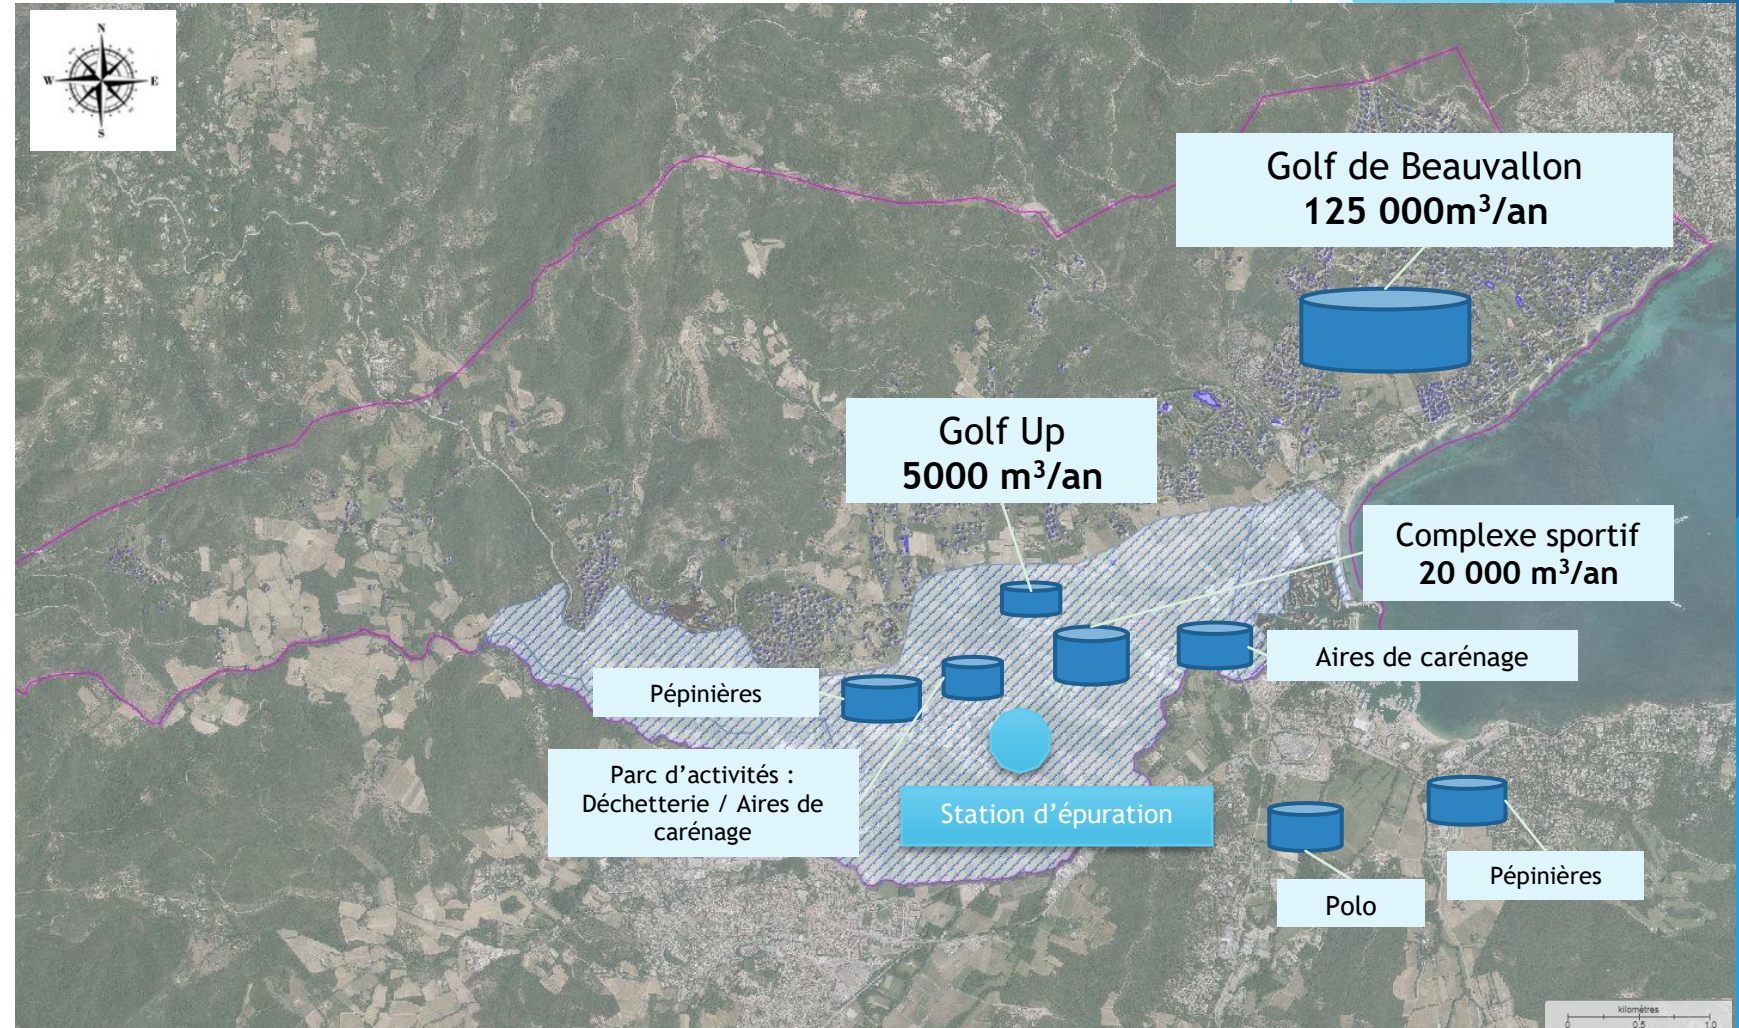 N
W E
S
Golf de Beauvallon
125 000m³/an
Golf Up
5000 m³/an
Complexe sportif
20 000 m³/an
Aires de carénage
Pépinières
Parc d’activités :
Déchetterie / Aires de
carénage
Station d’épuration
Pépinières
Polo
kilomètres
0 0.5 1.0